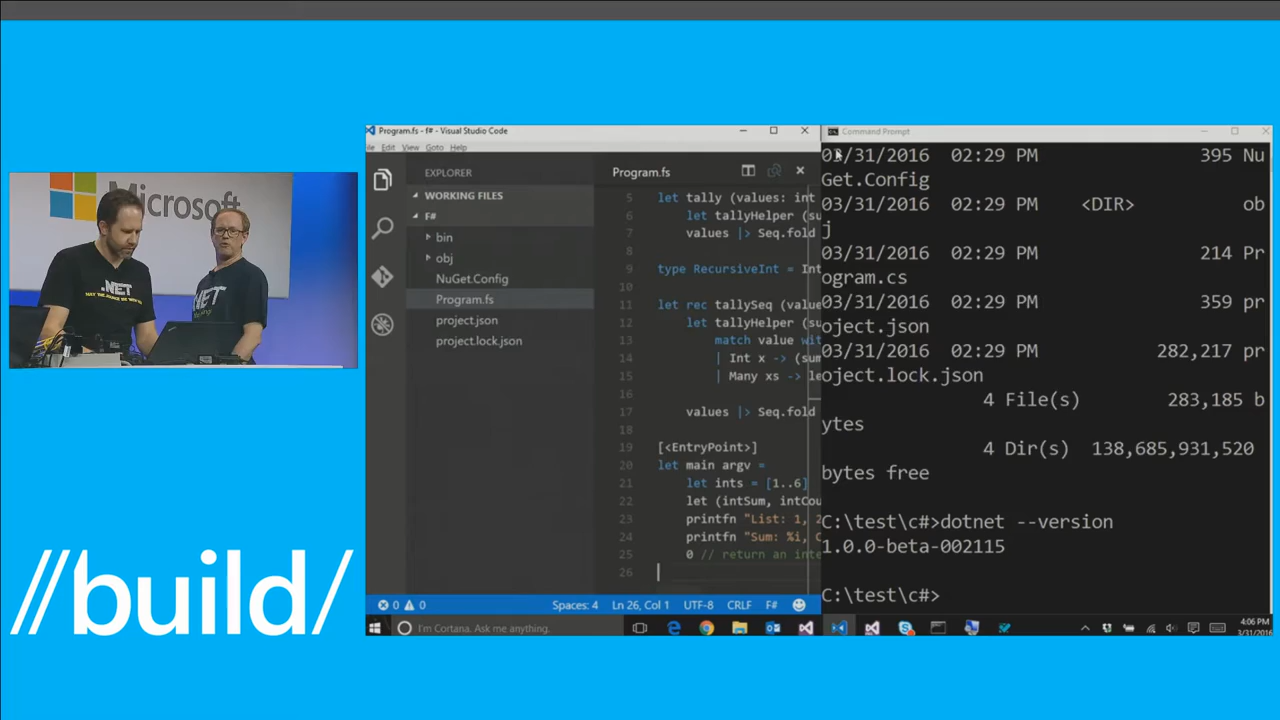 Microsoft
.NET
MAY THE SOURCE BE WITH YOU
.NET
//build/
Program.fs - f# - Visual Studio Code
File Edit View Goto Help
EXPLORER
WORKING FILES
F#
bin
obj
NuGet.Config
Program.fs
project.json
project.lock.json
Program.fs
5 let tally (values: int
6 let tallyHelper (su
7 values |> Seq.fold
8
9 type RecursiveInt = Int
10
11 let rec tallySeq (value
12 let tallyHelper (su
13 match value wit
14 | Int x -> (sum
15 | Many xs -> le
16
17 values |> Seq.fold
18
19 [<EntryPoint>]
20 let main argv =
21 let ints = [1..6]
22 let (intSum, intCou
23 printfn "List: 1, 2
24 printfn "Sum: %i, C
25 0 // return an inte
26
0 0 Spaces: 4 Ln 26, Col 1 UTF-8 CRLF F#
I'm Cortana. Ask me anything.
Command Prompt
03/31/2016 02:29 PM 395 Nu
Get.Config
03/31/2016 02:29 PM <DIR> ob
j
03/31/2016 02:29 PM 214 Pr
ogram.cs
03/31/2016 02:29 PM 359 pr
oject.json
03/31/2016 02:29 PM 282,217 pr
oject.lock.json
4 File(s) 283,185 b
ytes
4 Dir(s) 138,685,931,520
bytes free
C:\test\c#>dotnet --version
1.0.0-beta-002115
C:\test\c#>
4:06 PM
3/31/2016